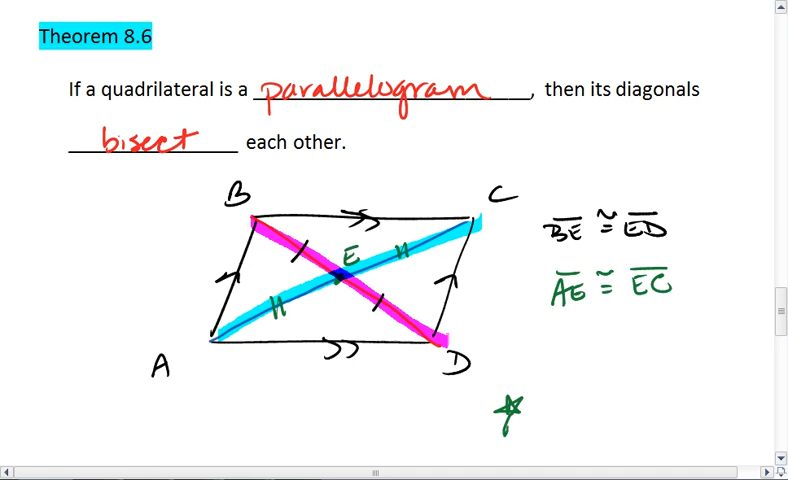 Theorem 8.6
If a quadrilateral is a parallelogram, then its diagonals
bisect each other.
B C
BE ≅ ED
E
AE ≅ EC
A D